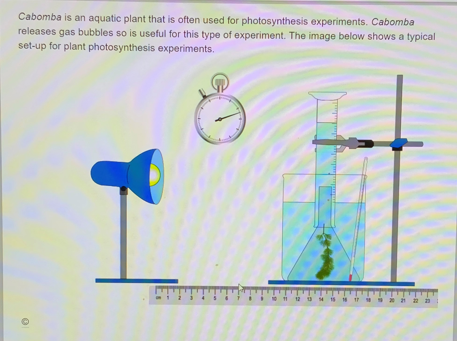 Cabomba is an aquatic plant that is often used for photosynthesis experiments. Cabomba
releases gas bubbles so is useful for this type of experiment. The image below shows a typical
set-up for plant photosynthesis experiments.
cm 1 2 3 4 5 6 7 8 9 10 11 12 13 14 15 16 17 18 19 20 21 22 23
©